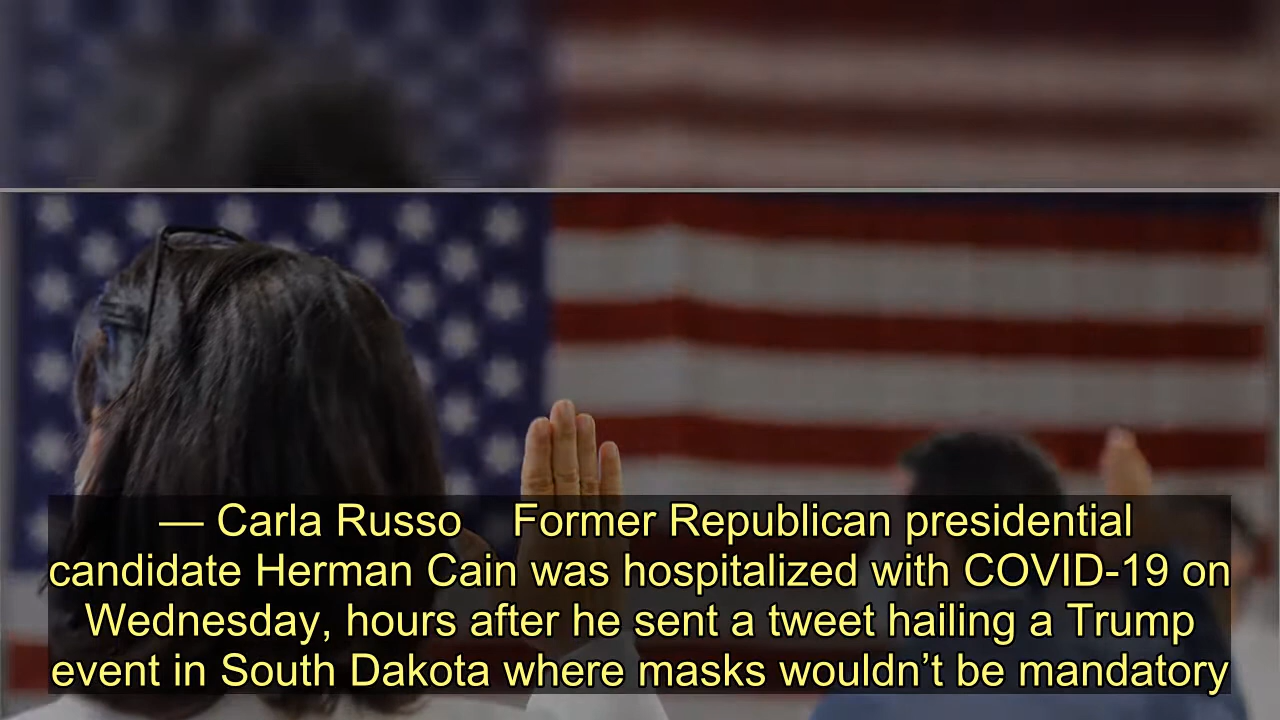 — Carla Russo    Former Republican presidential
candidate Herman Cain was hospitalized with COVID-19 on
Wednesday, hours after he sent a tweet hailing a Trump
event in South Dakota where masks wouldn’t be mandatory